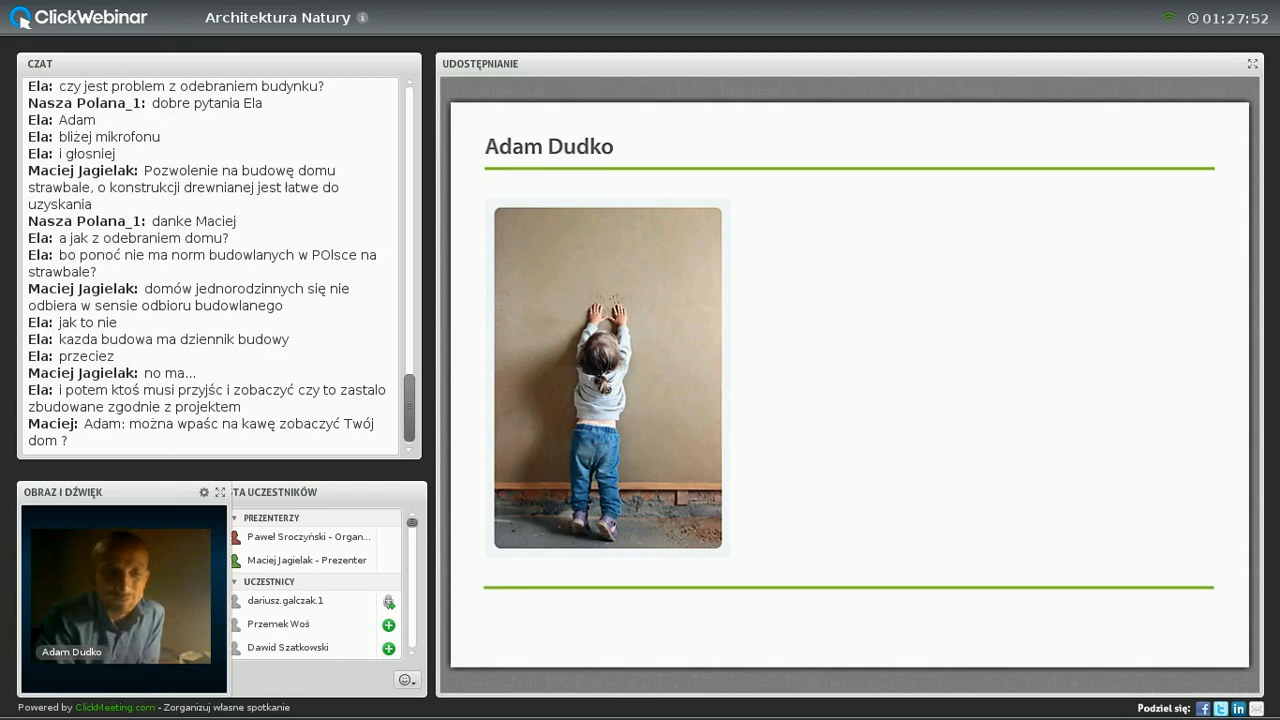 ClickWebinar
Architektura Natury
01:27:52
CZAT
Ela: czy jest problem z odebraniem budynku?
Nasza Polana_1: dobre pytania Ela
Ela: Adam
Ela: bliżej mikrofonu
Ela: i głosniej
Maciej Jagielak: Pozwolenie na budowę domu
strawbale, o konstrukcji drewnianej jest łatwe do
uzyskania
Nasza Polana_1: danke Maciej
Ela: a jak z odebraniem domu?
Ela: bo ponoć nie ma norm budowlanych w POlsce na
strawbale?
Maciej Jagielak: domów jednorodzinnych się nie
odbiera w sensie odbioru budowlanego
Ela: jak to nie
Ela: kazda budowa ma dziennik budowy
Ela: przeciez
Maciej Jagielak: no ma...
Ela: i potem ktoś musi przyjśc i zobaczyć czy to zastalo
zbudowane zgodnie z projektem
Maciej: Adam: można wpaśc na kawę zobaczyć Twój
dom ?
UDOSTĘPNIANIE
Adam Dudko
OBRAZ I DŹWIĘK
Adam Dudko
TA UCZESTNIKÓW
PREZENTERZY
Paweł Sroczyński - Organ...
Maciej Jagielak - Prezenter
UCZESTNICY
dariusz.galczak.1
Przemek Woś
Dawid Szatkowski
Powered by ClickMeeting.com - Zorganizuj własne spotkanie
Podziel się: